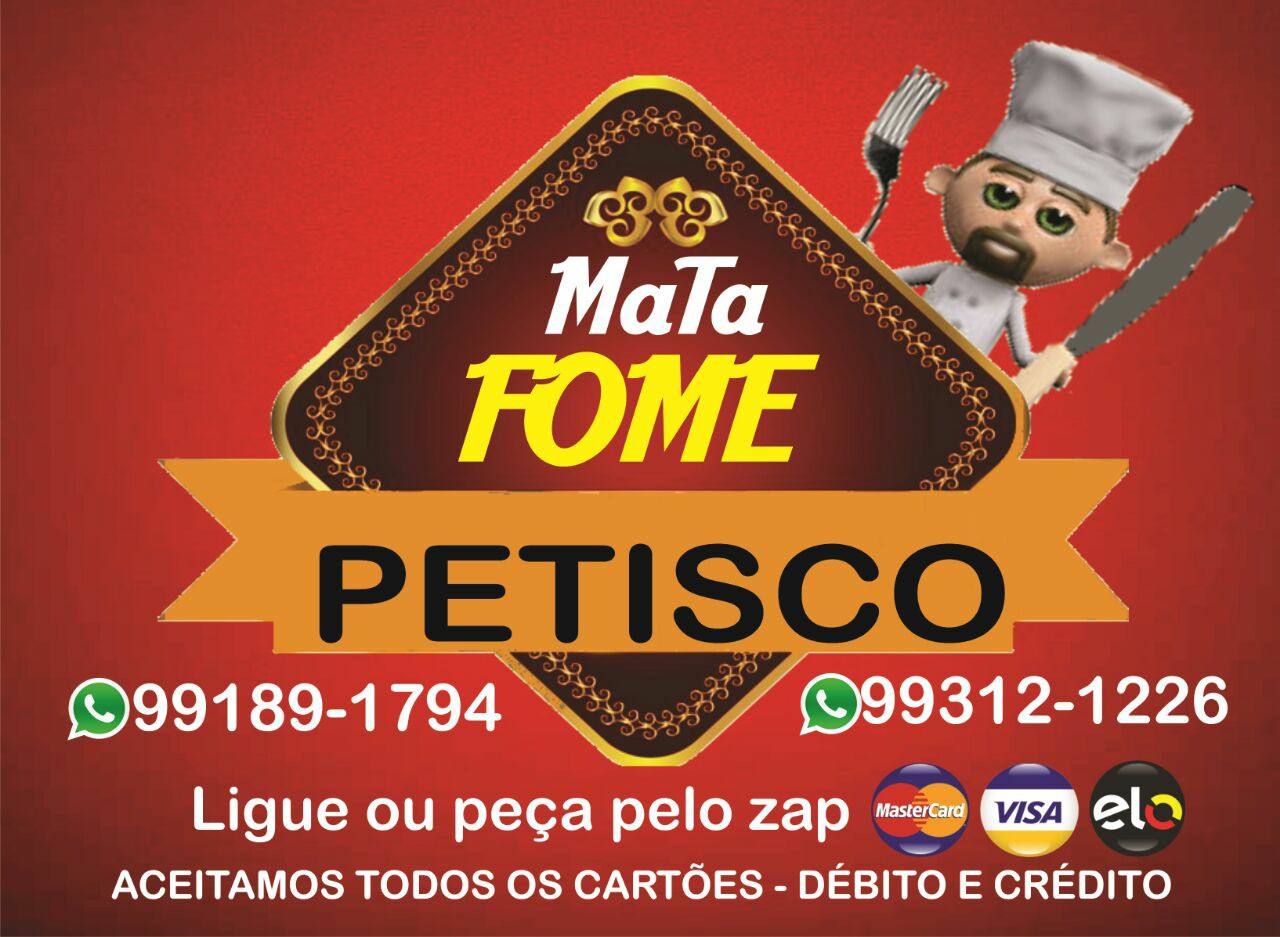 MaTa
FOME
PETISCO
99189-1794
99312-1226
Ligue ou peça pelo zap
MasterCard VISA elo
ACEITAMOS TODOS OS CARTÕES - DÉBITO E CRÉDITO